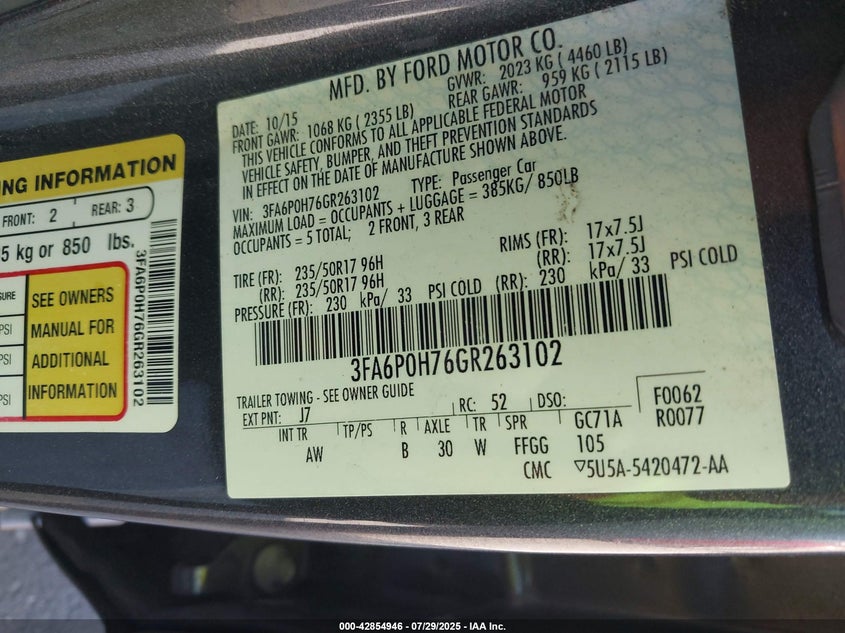 NG INFORMATION
FRONT: 2 REAR: 3
5 kg or 850 lbs.
SEE OWNERS
MANUAL FOR
ADDITIONAL
INFORMATION
PSI
PSI
PSI
3FA6P0H76GR263102
MFD. BY FORD MOTOR CO.
DATE: 10/15 GVWR: 2023 KG ( 4460 LB)
FRONT GAWR: 1068 KG ( 2355 LB) REAR GAWR: 959 KG ( 2115 LB)
THIS VEHICLE CONFORMS TO ALL APPLICABLE FEDERAL MOTOR
VEHICLE SAFETY, BUMPER, AND THEFT PREVENTION STANDARDS
IN EFFECT ON THE DATE OF MANUFACTURE SHOWN ABOVE.
VIN: 3FA6P0H76GR263102 TYPE: Passenger Car
MAXIMUM LOAD = OCCUPANTS + LUGGAGE = 385KG/ 850LB
OCCUPANTS = 5 TOTAL; 2 FRONT, 3 REAR
TIRE (FR): 235/50R17 96H RIMS (FR): 17x7.5J
(RR): 235/50R17 96H (RR): 17x7.5J
PRESSURE (FR): 230 kPa/ 33 PSI COLD (RR): 230 kPa/ 33 PSI COLD
3FA6P0H76GR263102
TRAILER TOWING - SEE OWNER GUIDE
EXT PNT: J7 RC: 52 DSO: F0062
R0077
INT TR TP/PS R AXLE TR SPR GC71A
AW B 30 W FFGG 105
CMC ▽5U5A-5420472-AA
000-42854946 - 07/29/2025 - IAA Inc.